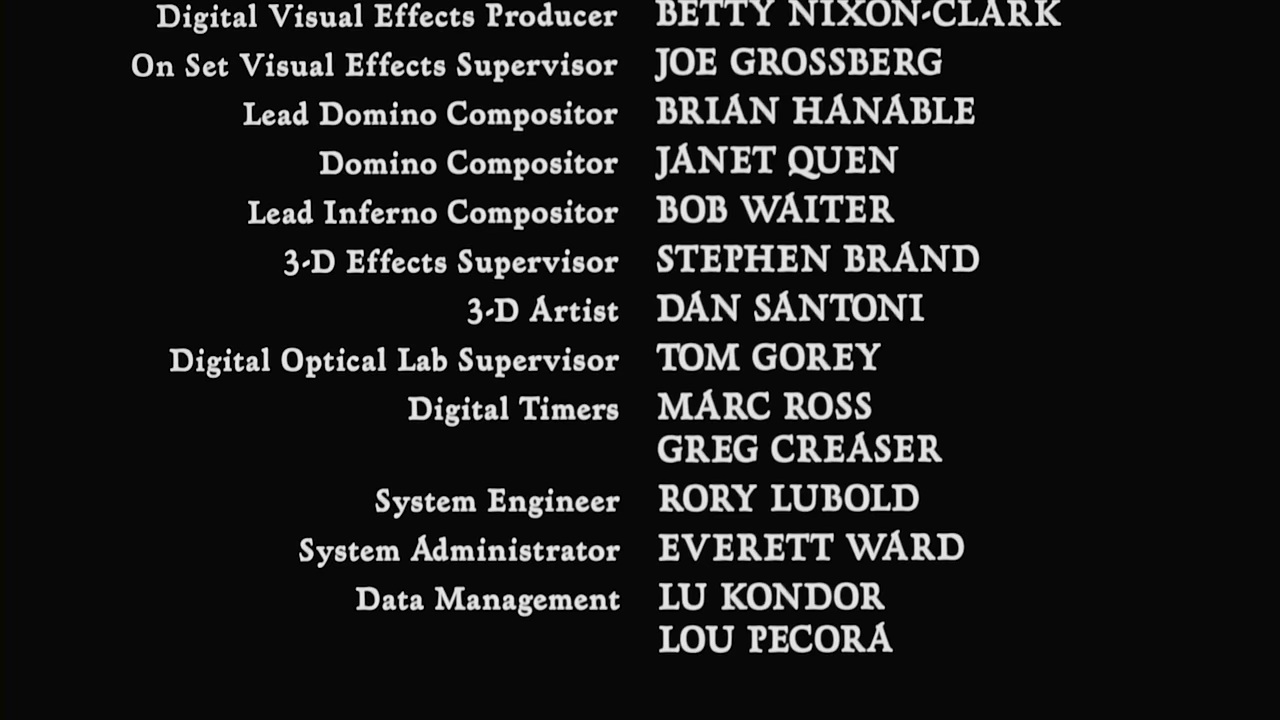 Digital Visual Effects Producer BETTY NIXON-CLARK
On Set Visual Effects Supervisor JOE GROSSBERG
Lead Domino Compositor BRIAN HANABLE
Domino Compositor JANET QUEN
Lead Inferno Compositor BOB WAITER
3-D Effects Supervisor STEPHEN BRAND
3-D Artist DAN SANTONI
Digital Optical Lab Supervisor TOM GOREY
Digital Timers MARC ROSS
GREG CREASER
System Engineer RORY LUBOLD
System Administrator EVERETT WARD
Data Management LU KONDOR
LOU PECORA